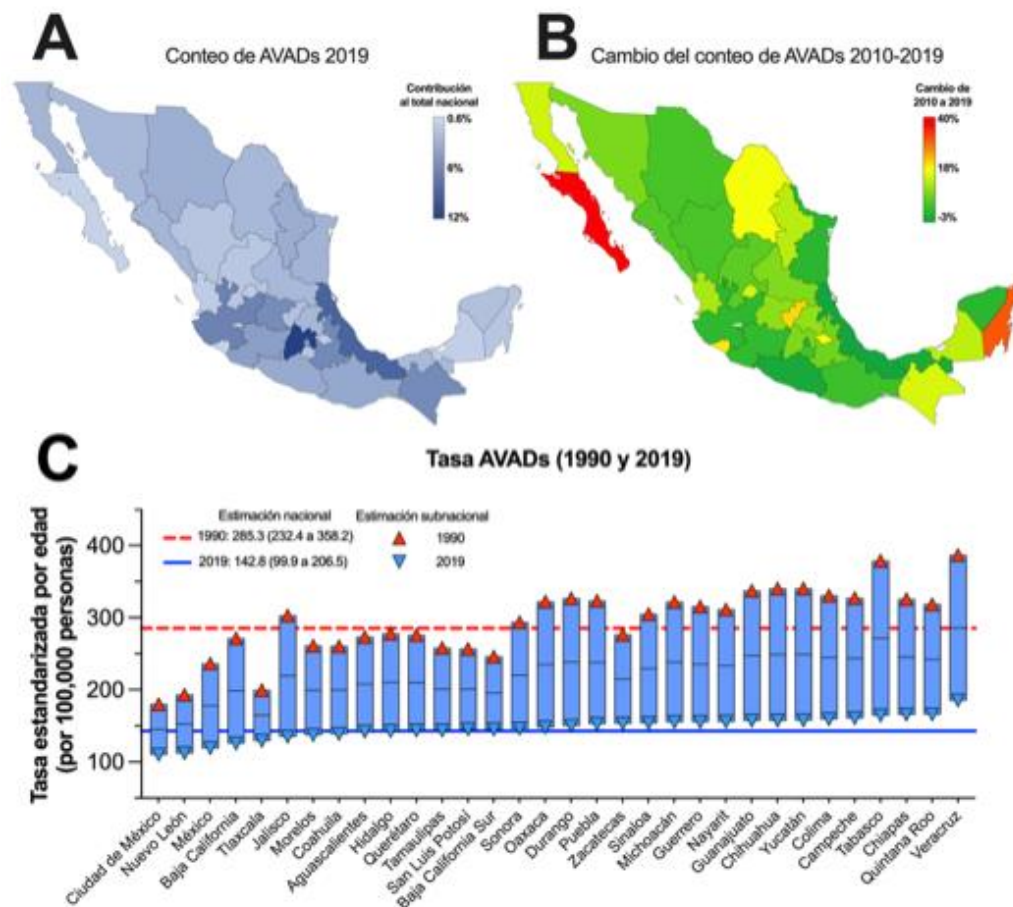 A
Conteo de AVADs 2019
Contribución
al total nacional
0.6%
6%
12%
B
Cambio del conteo de AVADs 2010-2019
Cambio de
2010 a 2019
40%
18%
-3%
C
Tasa AVADs (1990 y 2019)
Tasa estandarizada por edad
(por 100,000 personas)
400
300
200
100
Estimación nacional
1990: 285.3 (232.4 a 358.2)
2019: 142.8 (99.9 a 206.5)
Estimación subnacional
1990
2019
Ciudad de México
Nuevo León
México
Baja California
Tlaxcala
Jalisco
Morelos
Coahuila
Aguascalientes
Hidalgo
Querétaro
Tamaulipas
San Luis Potosí
Baja California Sur
Sonora
Oaxaca
Durango
Puebla
Zacatecas
Sinaloa
Michoacán
Guerrero
Nayarit
Guanajuato
Chihuahua
Yucatán
Colima
Campeche
Tabasco
Chiapas
Quintana Roo
Veracruz